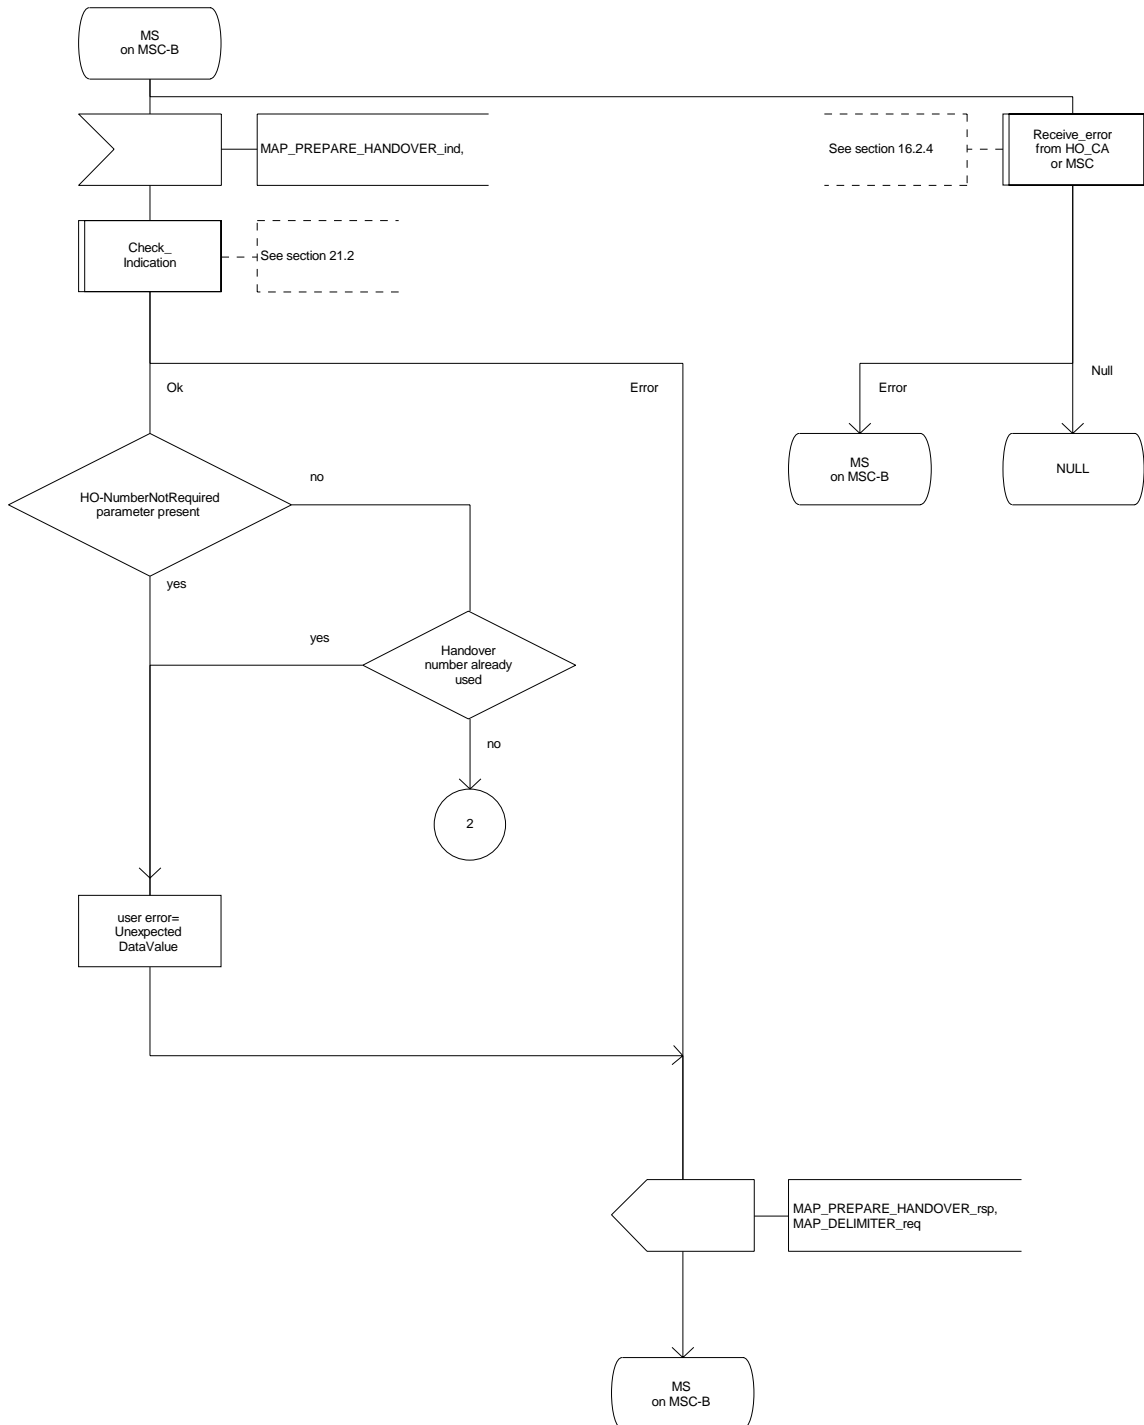 MS
on MSC-B
MAP_PREPARE_HANDOVER_ind,
See section 16.2.4
Receive_error
from HO_CA
or MSC
Check_
Indication
See section 21.2
Ok
Error
Error
Null
MS
on MSC-B
NULL
HO-NumberNotRequired
parameter present
no
yes
yes
Handover
number already
used
no
2
user error=
Unexpected
DataValue
MAP_PREPARE_HANDOVER_rsp,
MAP_DELIMITER_req
MS
on MSC-B